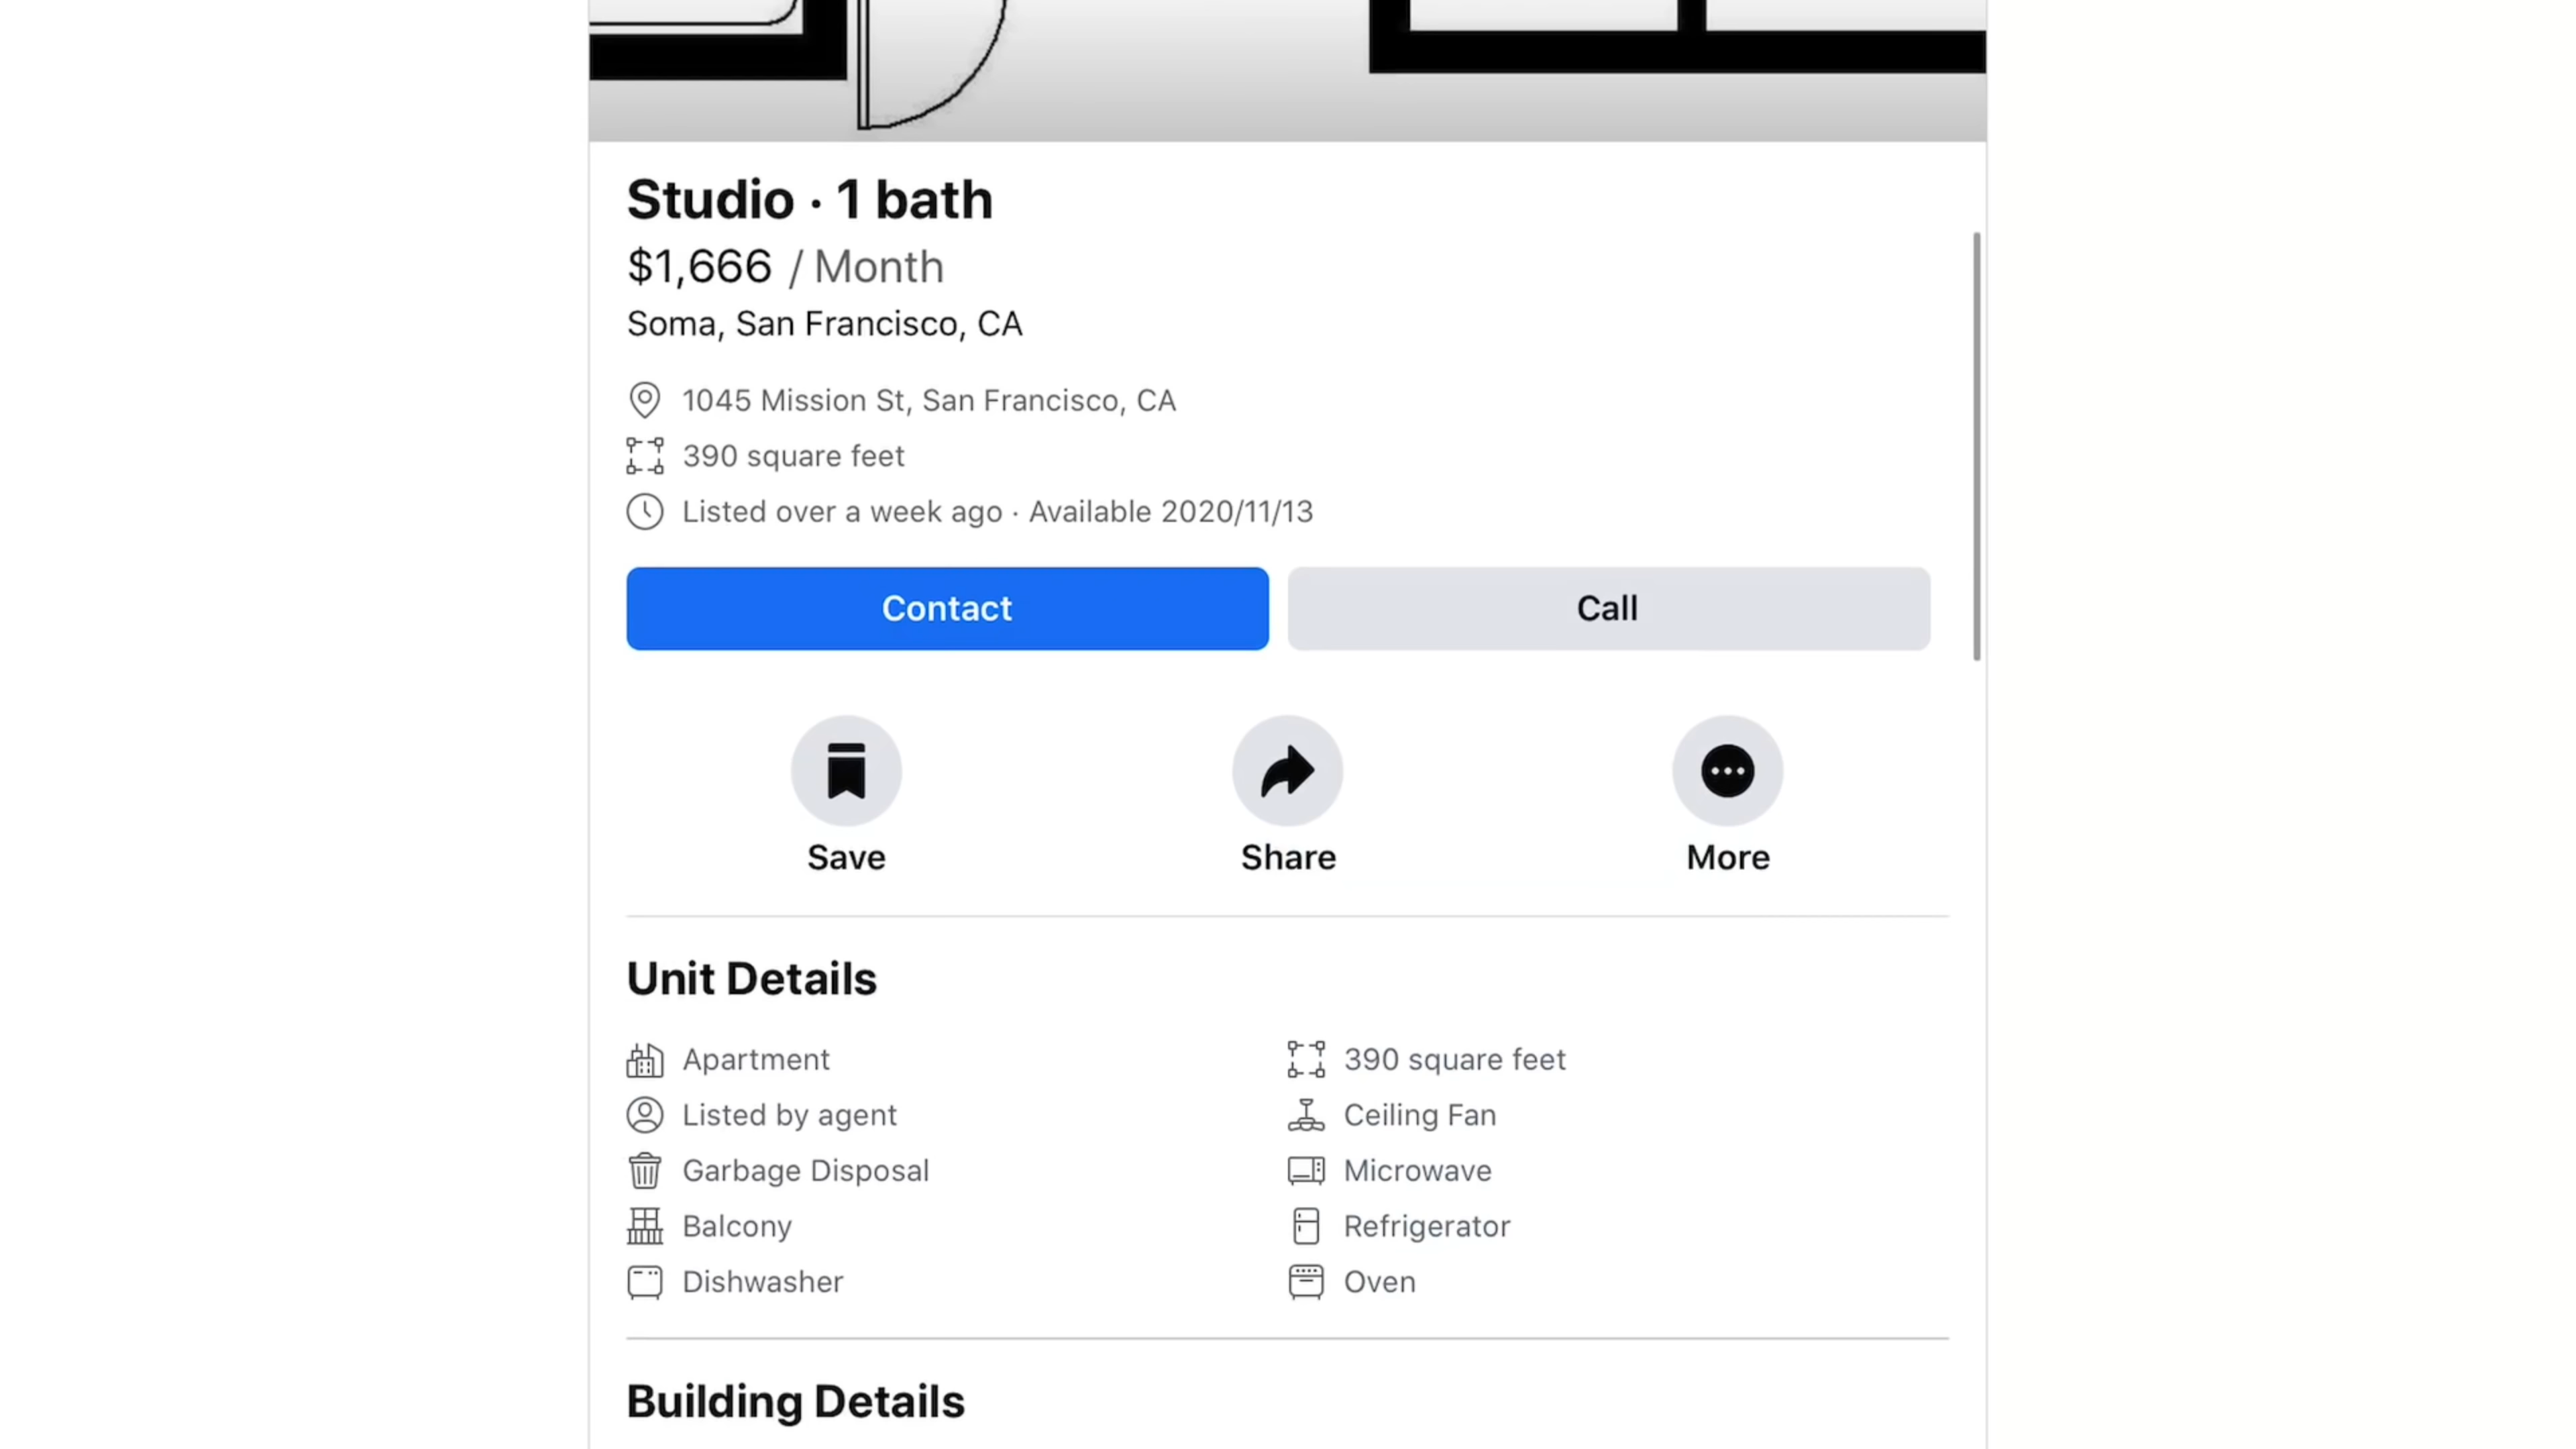 Studio · 1 bath
$1,666 / Month
Soma, San Francisco, CA
1045 Mission St, San Francisco, CA
390 square feet
Listed over a week ago · Available 2020/11/13
Contact
Call
Save
Share
More
Unit Details
Apartment
390 square feet
Listed by agent
Ceiling Fan
Garbage Disposal
Microwave
Balcony
Refrigerator
Dishwasher
Oven
Building Details